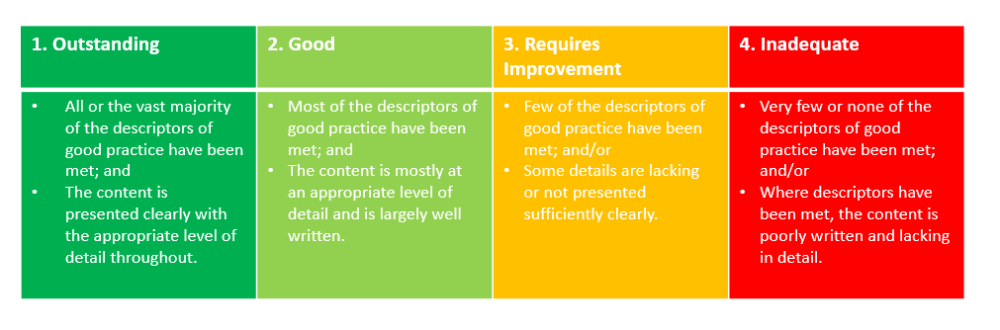 1. Outstanding
2. Good
3. Requires
Improvement
4. Inadequate
• All or the vast majority
of the descriptors of
good practice have been
met; and
• The content is
presented clearly with
the appropriate level of
detail throughout.
• Most of the descriptors of
good practice have been
met; and
• The content is mostly at
an appropriate level of
detail and is largely well
written.
• Few of the descriptors of
good practice have been
met; and/or
• Some details are lacking
or not presented
sufficiently clearly.
• Very few or none of the
descriptors of good
practice have been met;
and/or
• Where descriptors have
been met, the content is
poorly written and lacking
in detail.